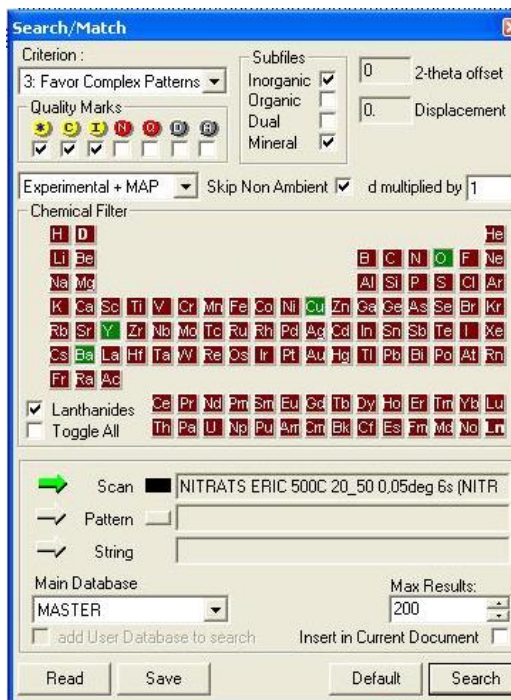 Search/Match
Criterion :
3: Favor Complex Patterns
Quality Marks
* C I N Q D A
Subfiles
Inorganic
Organic
Dual
Mineral
0 2-theta offset
0. Displacement
Experimental + MAP Skip Non Ambient d multiplied by 1
Chemical Filter
H D He
Li Be B C N O F Ne
Na Mg Al Si P S Cl Ar
K Ca Sc Ti V Cr Mn Fe Co Ni Cu Zn Ga Ge As Se Br Kr
Rb Sr Y Zr Nb Mo Tc Ru Rh Pd Ag Cd In Sn Sb Te I Xe
Cs Ba La Hf Ta W Re Os Ir Pt Au Hg Tl Pb Bi Po At Rn
Fr Ra Ac
Lanthanides Ce Pr Nd Pm Sm Eu Gd Tb Dy Ho Er Tm Yb Lu
Toggle All Th Pa U Np Pu Am Cm Bk Cf Es Fm Md No Ln
Scan NITRATS ERIC 500C 20_50 0,05deg 6s (NITR
Pattern
String
Main Database
MASTER
Max Results:
200
add User Database to search Insert in Current Document
Read Save Default Search